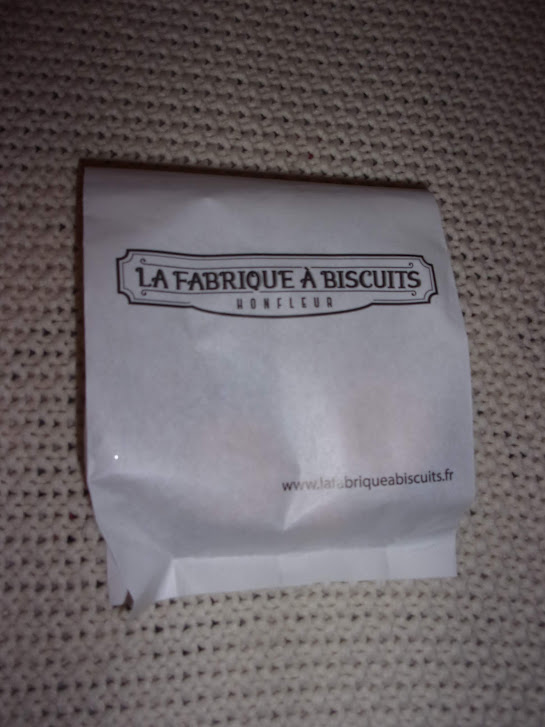 LA FABRIQUE À BISCUITS
HONFLEUR
www.lafabriqueabiscuits.fr